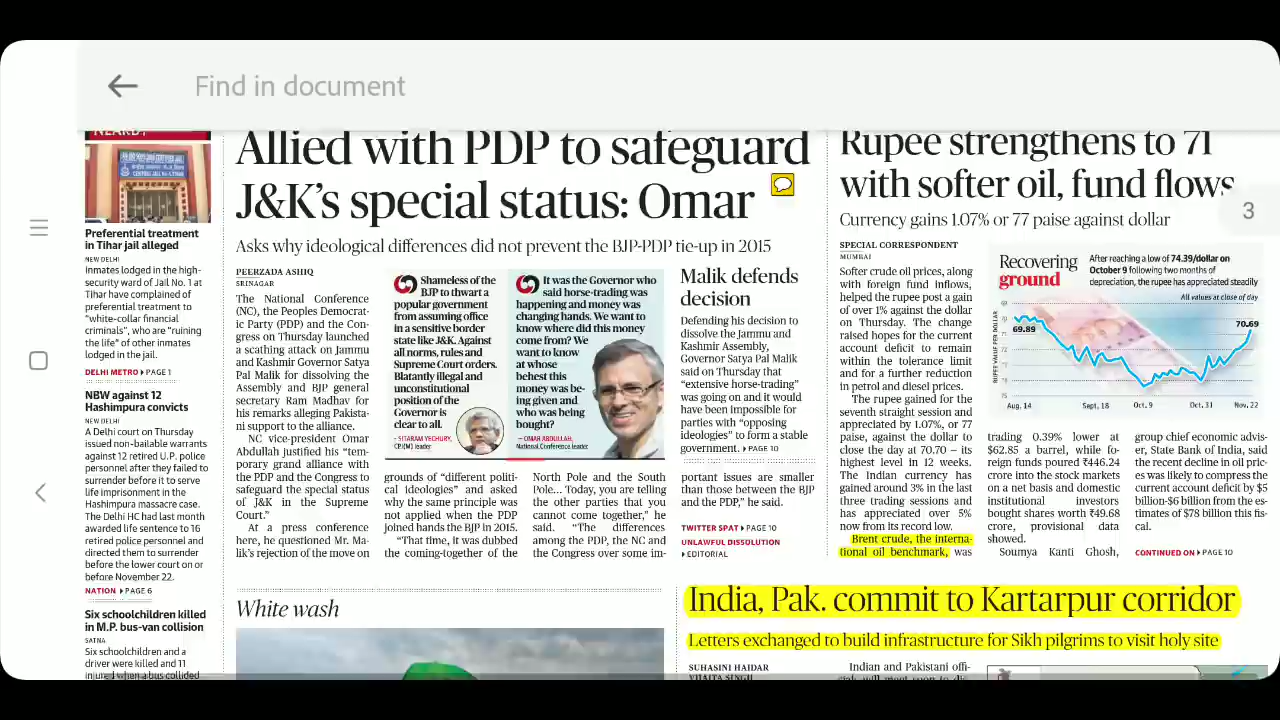 Find in document
3
Allied with PDP to safeguard
J&K's special status: Omar
Asks why ideological differences did not prevent the BJP-PDP tie-up in 2015
Rupee strengthens to 71
with softer oil, fund flows
Currency gains 1.07% or 77 paise against dollar
Preferential treatment
in Tihar jail alleged
NEW DELHI
Inmates lodged in the high-
security ward of Jail No. 1 at
Tihar have complained of
preferential treatment to
"white-collar financial
criminals", who are "ruining
the life" of other inmates
lodged in the jail.
DELHI METRO PAGE 1
NBW against 12
Hashimpura convicts
NEW DELHI
A Delhi court on Thursday
issued non-bailable warrants
against 12 retired U.P. police
personnel after they failed to
surrender before it to serve
life imprisonment in the
Hashimpura massacre case.
The Delhi HC had last month
awarded life sentence to 16
retired police personnel and
directed them to surrender
before the lower court on or
before November 22.
NATION PAGE 6
Six schoolchildren killed
in M.P. bus-van collision
SATNA
Six schoolchildren and a
driver were killed and 11
injured when a bus collided
PEERZADA ASHIQ
SRINAGAR
The National Conference
(NC), the Peoples Democrat-
ic Party (PDP) and the Con-
gress on Thursday launched
a scathing attack on Jammu
and Kashmir Governor Satya
Pal Malik for dissolving the
Assembly and BJP general
secretary Ram Madhav for
his remarks alleging Pakista-
ni support to the alliance.
NC vice-president Omar
Abdullah justified his "tem-
porary grand alliance with
the PDP and the Congress to
safeguard the special status
of J&K in the Supreme
Court."
At a press conference
here, he questioned Mr. Ma-
lik's rejection of the move on
Shameless of the
BJP to thwart a
popular government
from assuming office
in a sensitive border
state like J&K. Against
all norms, rules and
Supreme Court orders.
Blatantly illegal and
unconstitutional
position of the
Governor is
clear to all.
- SITARAM YECHURY,
CPI(M) leader
It was the Governor who
said horse-trading was
happening and money was
changing hands. We want to
know where did this money
come from? We
want to know
at whose
behest this
money was be-
ing given and
who was being
bought?
- OMAR ABDULLAH,
National Conference leader
grounds of "different politi-
cal ideologies" and asked
why the same principle was
not applied when the PDP
joined hands the BJP in 2015.
"That time, it was dubbed
the coming-together of the
North Pole and the South
Pole... Today, you are telling
the other parties that you
cannot come together," he
said. "The differences
among the PDP, the NC and
the Congress over some im-
Malik defends
decision
Defending his decision to
dissolve the Jammu and
Kashmir Assembly,
Governor Satya Pal Malik
said on Thursday that
"extensive horse-trading"
was going on and it would
have been impossible for
parties with "opposing
ideologies" to form a stable
government. PAGE 10
portant issues are smaller
than those between the BJP
and the PDP," he said.
TWITTER SPAT PAGE 10
UNLAWFUL DISSOLUTION
EDITORIAL
SPECIAL CORRESPONDENT
MUMBAI
Softer crude oil prices, along
with foreign fund inflows,
helped the rupee post a gain
of over 1% against the dollar
on Thursday. The change
raised hopes for the current
account deficit to remain
within the tolerance limit
and for a further reduction
in petrol and diesel prices.
The rupee gained for the
seventh straight session and
appreciated by 1.07%, or 77
paise, against the dollar to
close the day at 70.70 – its
highest level in 12 weeks.
The Indian currency has
gained around 3% in the last
three trading sessions and
has appreciated over 5%
now from its record low.
Brent crude, the interna-
tional oil benchmark, was
Recovering
ground
After reaching a low of 74.39/dollar on
October 9 following two months of
depreciation, the rupee has appreciated steadily
All values at close of day
RUPEE VALUE PER DOLLAR
69.89
70.69
Aug. 14 Sept. 18 Oct. 9 Oct. 31 Nov. 22
trading 0.39% lower at
$62.85 a barrel, while fo-
reign funds poured ₹446.24
crore into the stock markets
on a net basis and domestic
institutional investors
bought shares worth ₹49.68
crore, provisional data
showed.
Soumya Kanti Ghosh,
group chief economic advis-
er, State Bank of India, said
the recent decline in oil pric-
es was likely to compress the
current account deficit by $5
billion-$6 billion from the es-
timates of $78 billion this fis-
cal.
CONTINUED ON PAGE 10
White wash
India, Pak. commit to Kartarpur corridor
Letters exchanged to build infrastructure for Sikh pilgrims to visit holy site
SUHASINI HAIDAR
VIJAITA SINGH
Indian and Pakistani offi-